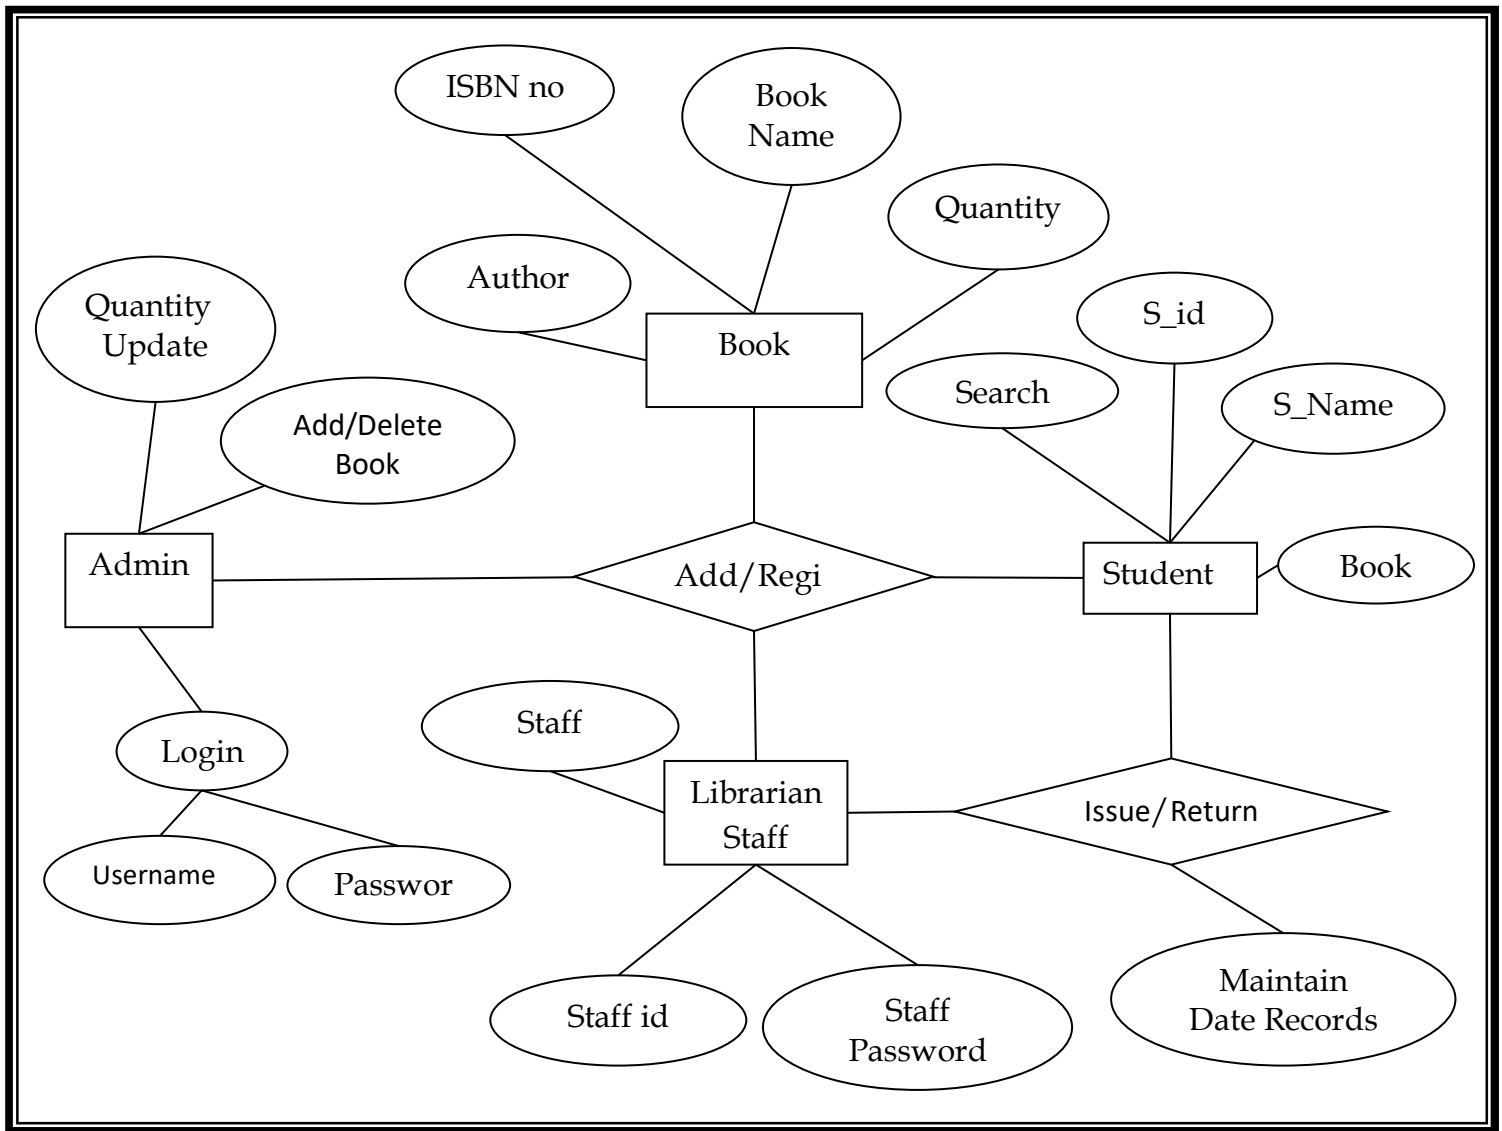 ISBN no
Book
Name
Quantity
Author
Quantity
Update
S_id
Book
Search
S_Name
Add/Delete
Book
Admin
Add/Regi
Student
Book
Staff
Login
Librarian
Staff
Issue/Return
Username
Passwor
Maintain
Date Records
Staff id
Staff
Password